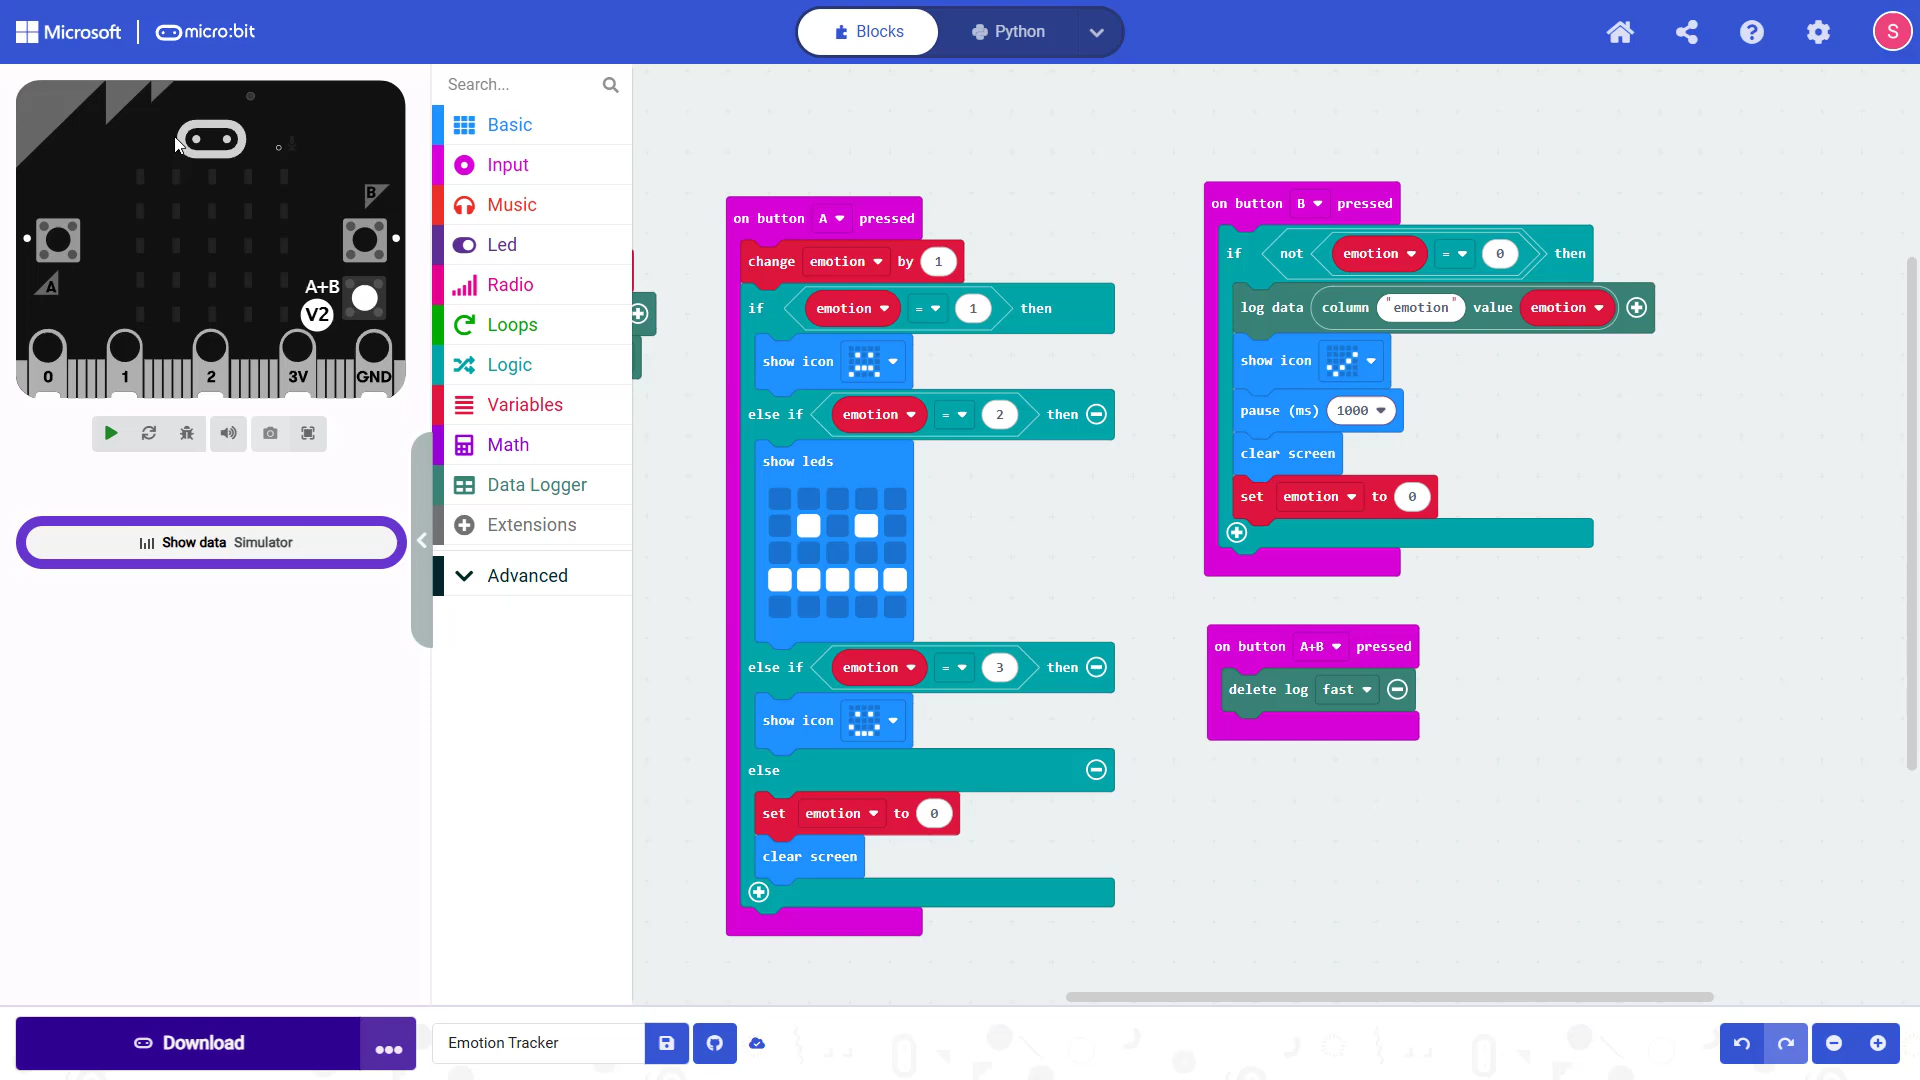 Microsoft micro:bit
Blocks
Python
S
B
A
A+B
V2
0 1 2 3V GND
Show data Simulator
Search...
Basic
Input
Music
Led
Radio
Loops
Logic
Variables
Math
Data Logger
Extensions
Advanced
on button A pressed
change emotion by 1
if emotion = 1 then
show icon
else if emotion = 2 then
show leds
else if emotion = 3 then
show icon
else
set emotion to 0
clear screen
on button B pressed
if not emotion = 0 then
log data column "emotion" value emotion
show icon
pause (ms) 1000
clear screen
set emotion to 0
on button A+B pressed
delete log fast
Download
Emotion Tracker